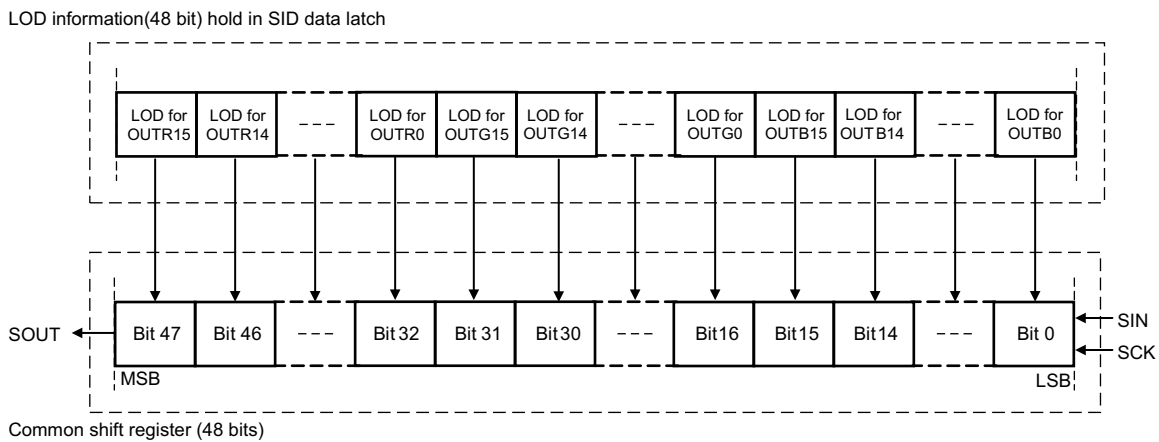 LOD information(48 bit) hold in SID data latch
LOD for OUTR15
LOD for OUTR14
---
LOD for OUTR0
LOD for OUTG15
LOD for OUTG14
---
LOD for OUTG0
LOD for OUTB15
LOD for OUTB14
---
LOD for OUTB0
SOUT
Bit 47
Bit 46
---
Bit 32
Bit 31
Bit 30
---
Bit 16
Bit 15
Bit 14
---
Bit 0
SIN
SCK
MSB
LSB
Common shift register (48 bits)